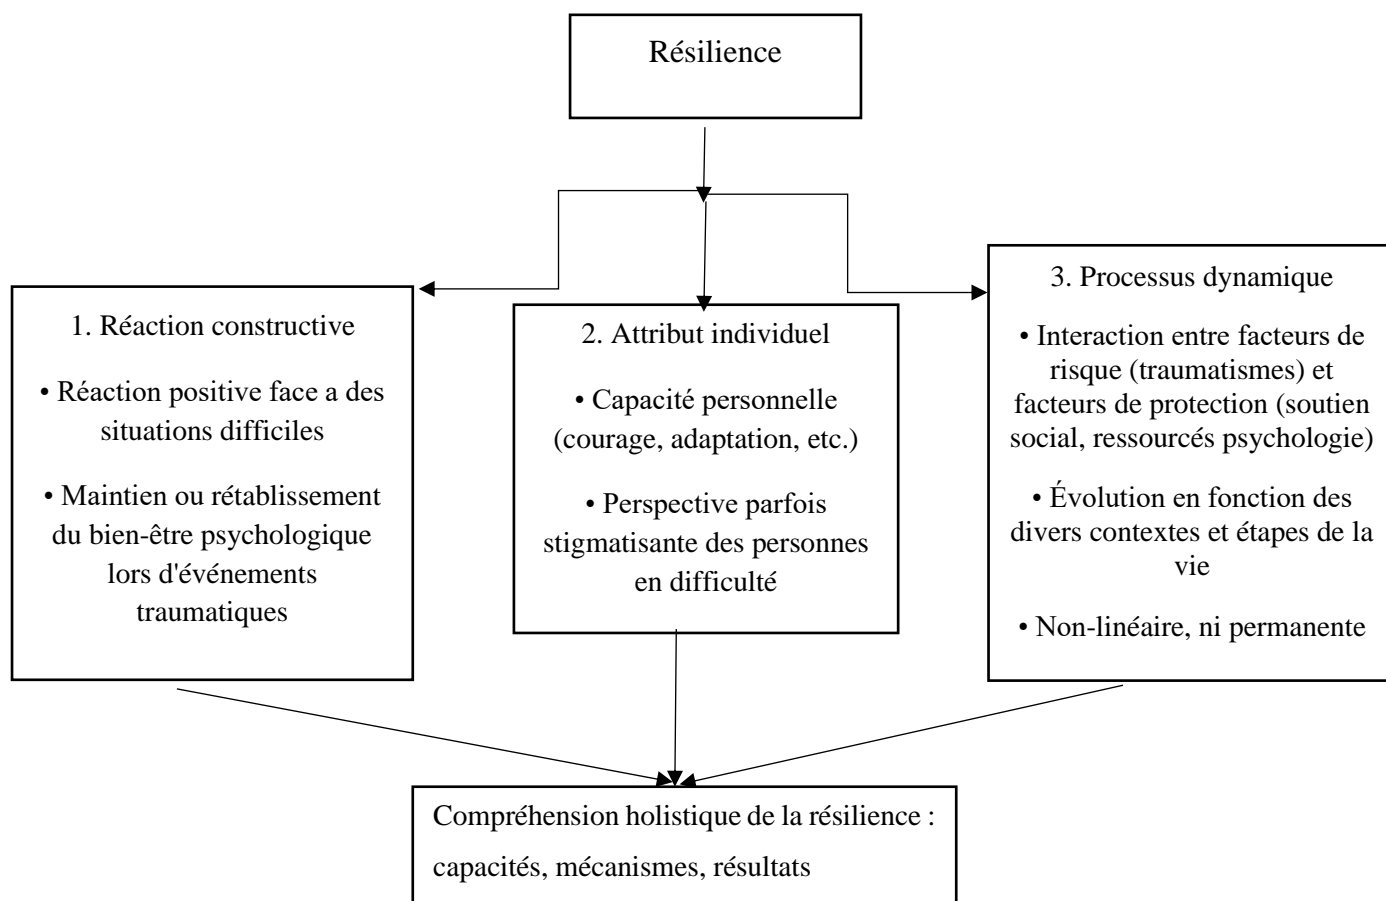 Résilience
1. Réaction constructive
• Réaction positive face a des
situations difficiles
• Maintien ou rétablissement
du bien-être psychologique
lors d'événements
traumatiques
2. Attribut individuel
• Capacité personnelle
(courage, adaptation, etc.)
• Perspective parfois
stigmatisante des personnes
en difficulté
3. Processus dynamique
• Interaction entre facteurs de
risque (traumatismes) et
facteurs de protection (soutien
social, ressourcés psychologie)
• Évolution en fonction des
divers contextes et étapes de la
vie
• Non-linéaire, ni permanente
Compréhension holistique de la résilience :
capacités, mécanismes, résultats